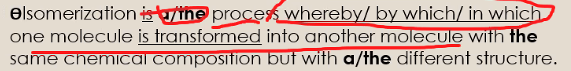 ɵIsomerization is a/the process whereby/ by which/ in which
one molecule is transformed into another molecule with the
same chemical composition but with a/the different structure.